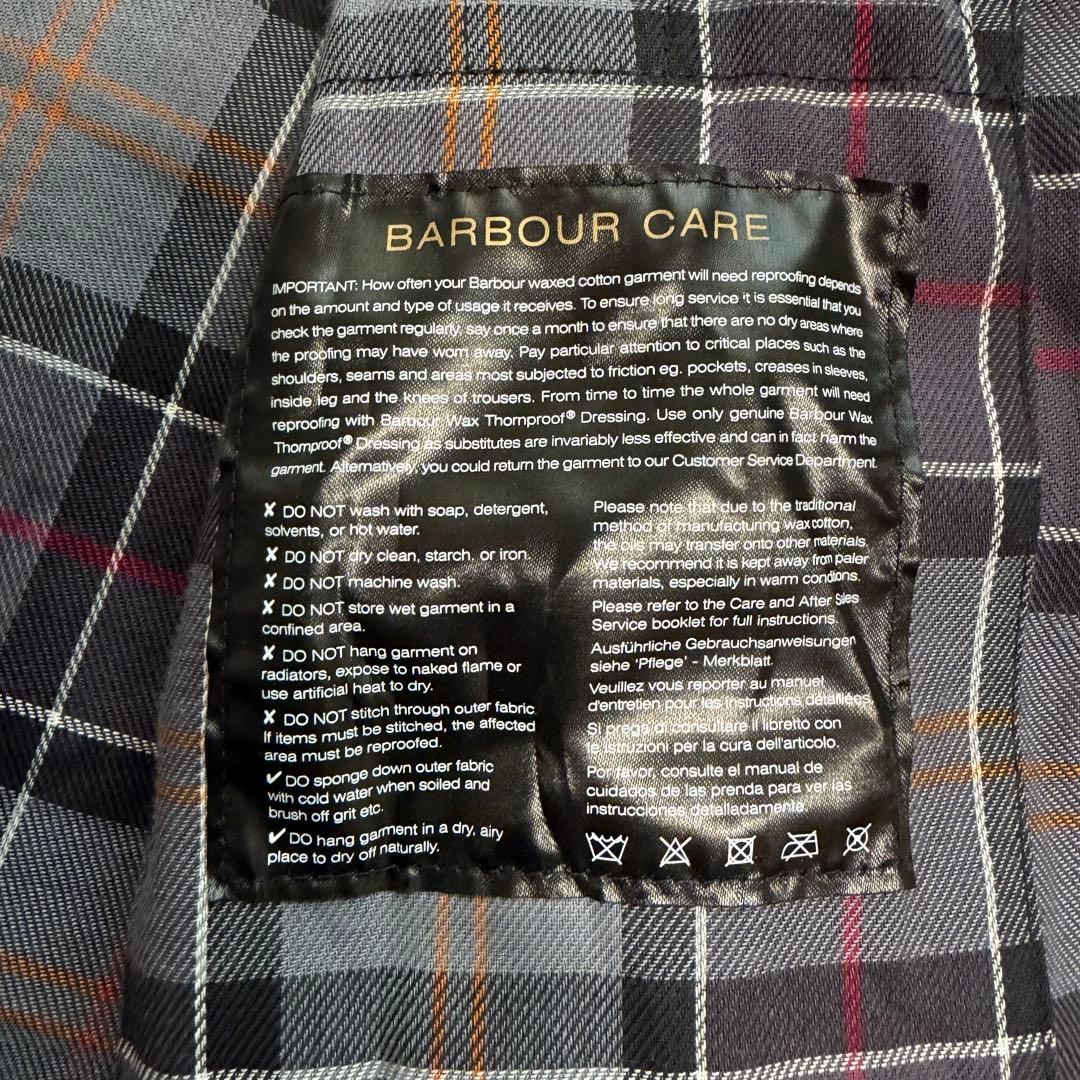 BARBOUR CARE
IMPORTANT: How often your Barbour waxed cotton garment will need reproofing depends
on the amount and type of usage it receives. To ensure long service it is essential that you
check the garment regularly, say once a month to ensure that there are no dry areas where
the proofing may have worn away. Pay particular attention to critical places such as the
shoulders, seams and areas most subjected to friction eg. pockets, creases in sleeves,
inside leg and the knees of trousers. From time to time the whole garment will need
reproofing with Barbour Wax Thornproof® Dressing. Use only genuine Barbour Wax
Thornproof® Dressing as substitutes are invariably less effective and can in fact harm the
garment. Alternatively, you could return the garment to our Customer Service Department.
✘ DO NOT wash with soap, detergent,
solvents, or hot water.
✘ DO NOT dry clean, starch, or iron.
✘ DO NOT machine wash.
✘ DO NOT store wet garment in a
confined area.
✘ DO NOT hang garment on
radiators, expose to naked flame or
use artificial heat to dry.
✘ DO NOT stitch through outer fabric.
If items must be stitched, the affected
area must be reproofed.
✔ DO sponge down outer fabric
with cold water when soiled and
brush off grit etc.
✔ DO hang garment in a dry, airy
place to dry off naturally.
Please note that due to the traditional
method of manufacturing wax cotton,
the oils may transfer onto other materials.
We recommend it is kept away from paler
materials, especially in warm conditions.
Please refer to the Care and After Sales
Service booklet for full instructions.
Ausführliche Gebrauchsanweisungen
siehe 'Pflege' - Merkblatt.
Veuillez vous reporter au manuel
d'entretien pour les instructions détaillées
Si prega di consultare il libretto con
le istruzioni per la cura dell'articolo.
Por favor, consulte el manual de
cuidados de las prenda para ver las
instrucciones detalladamente.